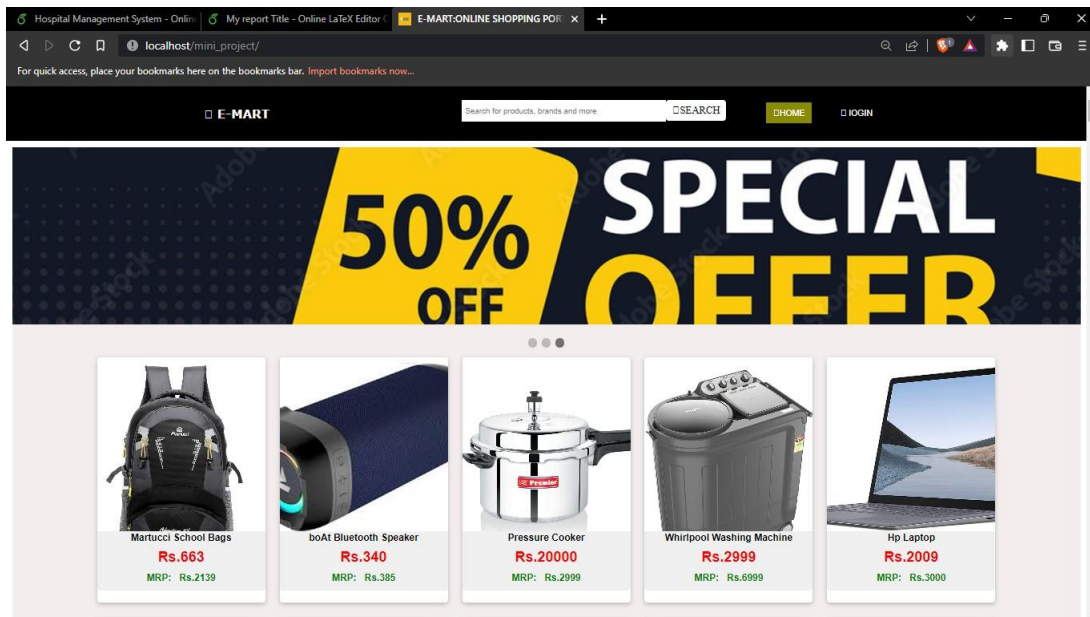 Hospital Management System - Onlin
My report Title - Online LaTeX Editor
E-MART:ONLINE SHOPPING POR
localhost/mini_project/
For quick access, place your bookmarks here on the bookmarks bar. Import bookmarks now...
E-MART
Search for products, brands and more
SEARCH
HOME
lOGIN
50%
OFF
SPECIAL
OFFER
Adobe Stock
Martucci School Bags
Rs.663
MRP: Rs.2139
boAt Bluetooth Speaker
Rs.340
MRP: Rs.385
Premier
Pressure Cooker
Rs.20000
MRP: Rs.2999
Whirlpool Washing Machine
Rs.2999
MRP: Rs.6999
Hp Laptop
Rs.2009
MRP: Rs.3000